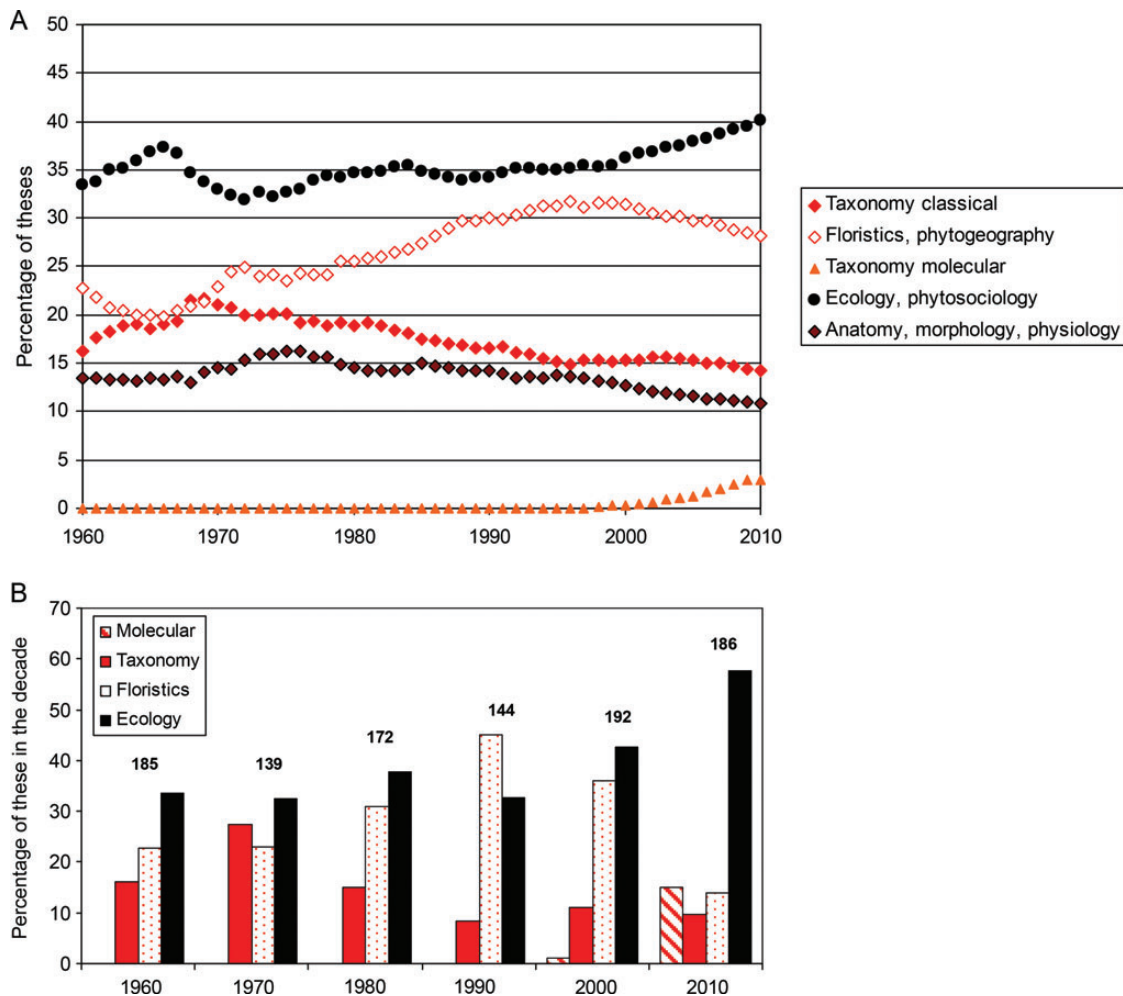 A
50
45
40
35
30
25
20
15
10
5
0
Percentage of theses
1960 1970 1980 1990 2000 2010
Taxonomy classical
Floristics, phytogeography
Taxonomy molecular
Ecology, phytosociology
Anatomy, morphology, physiology
B
70
60
50
40
30
20
10
0
Percentage of these in the decade
Molecular
Taxonomy
Floristics
Ecology
185 139 172 144 192 186
1960 1970 1980 1990 2000 2010